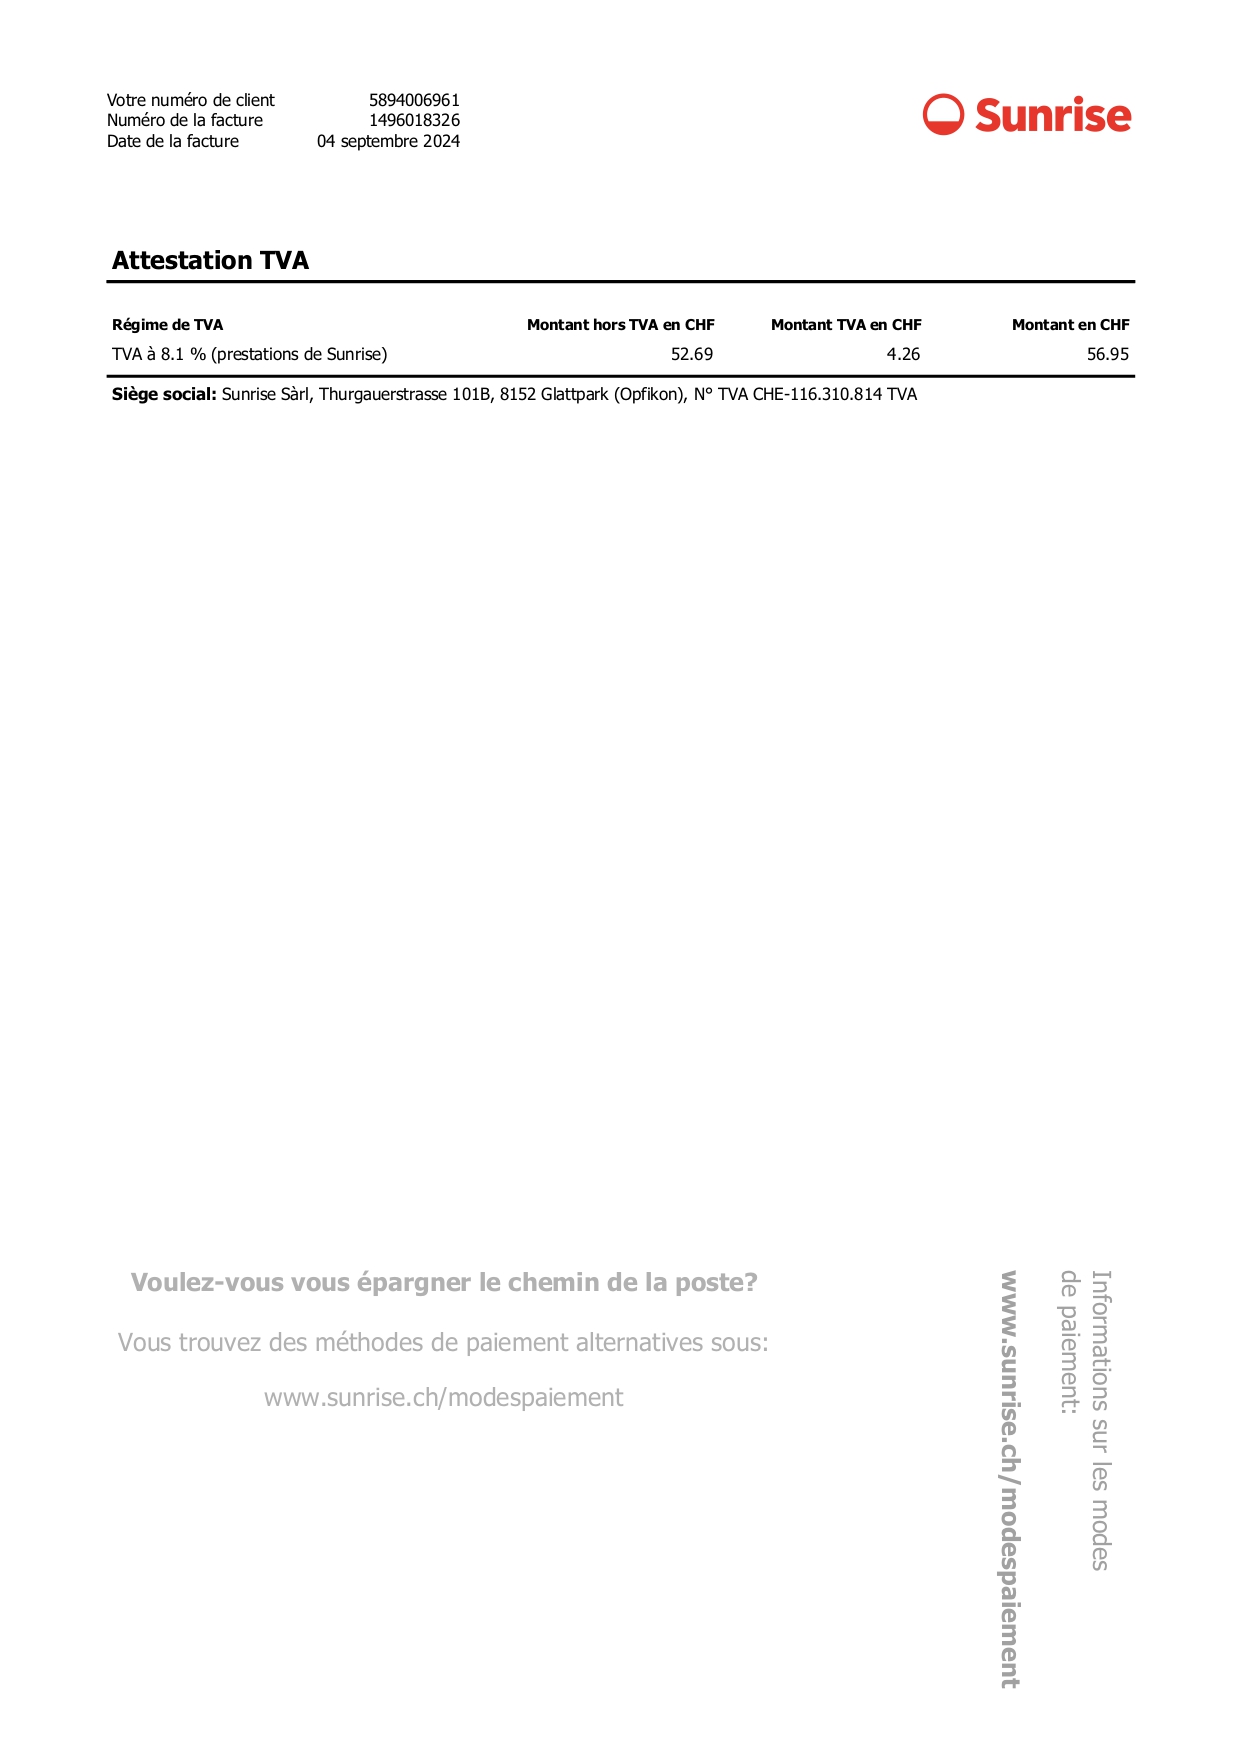 Votre numéro de client 5894006961
Numéro de la facture 1496018326
Date de la facture 04 septembre 2024
Sunrise
Attestation TVA
Régime de TVA Montant hors TVA en CHF Montant TVA en CHF Montant en CHF
TVA à 8.1 % (prestations de Sunrise) 52.69 4.26 56.95
Siège social: Sunrise Sàrl, Thurgauerstrasse 101B, 8152 Glattpark (Opfikon), N° TVA CHE-116.310.814 TVA
Voulez-vous vous épargner le chemin de la poste?
Vous trouvez des méthodes de paiement alternatives sous:
www.sunrise.ch/modespaiement
Informations sur les modes
de paiement:
www.sunrise.ch/modespaiement